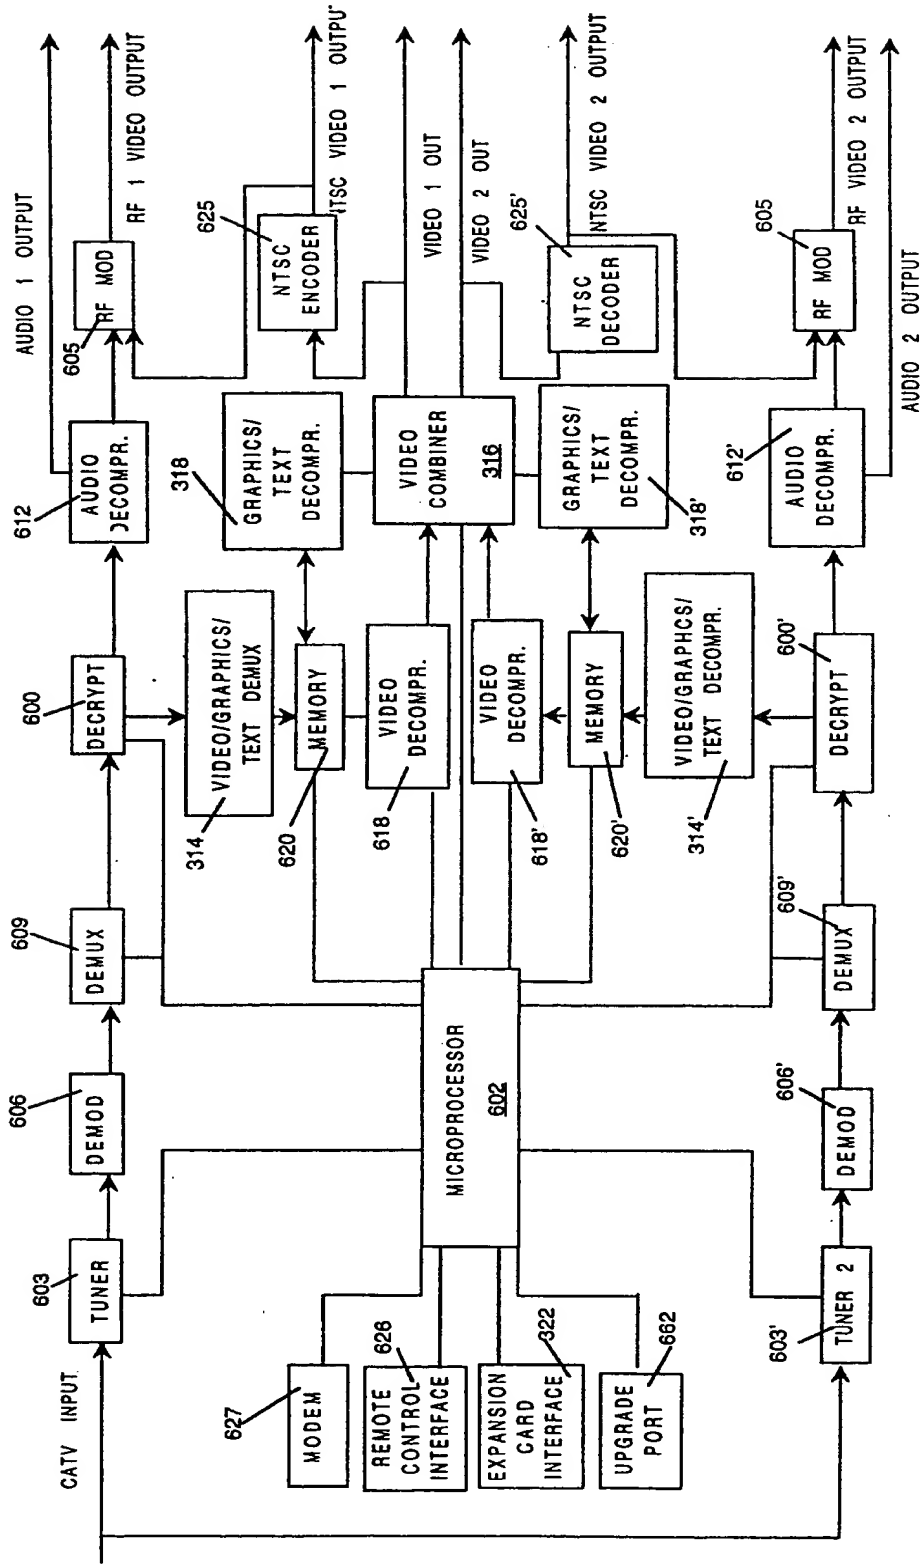 CATV INPUT
603
TUNER
606
DEMOD
609
DEMUX
600
DECRYPT
612
AUDIO
DECOMPR.
AUDIO 1 OUTPUT
605
RF MOD
RF 1 VIDEO OUTPUT
314
VIDEO/GRAPHICS/
TEXT DEMUX
318
GRAPHICS/
TEXT
DECOMPR.
625
NTSC
ENCODER
NTSC VIDEO 1 OUTPUT
620
MEMORY
618
VIDEO
DECOMPR.
VIDEO
COMBINER
316
VIDEO 1 OUT
VIDEO 2 OUT
627
MODEM
626
REMOTE
CONTROL
INTERFACE
322
EXPANSION
CARD
INTERFACE
662
UPGRADE
PORT
MICROPROCESSOR
602
VIDEO
DECOMPR.
618'
MEMORY
620'
GRAPHICS/
TEXT
DECOMPR.
318'
625'
NTSC
DECODER
NTSC VIDEO 2 OUTPUT
VIDEO/GRAPHCS/
TEXT DECOMPR.
314'
603'
TUNER 2
606'
DEMOD
609'
DEMUX
600'
DECRYPT
612'
AUDIO
DECOMPR.
605
RF MOD
RF VIDEO 2 OUTPUT
AUDIO 2 OUTPUT